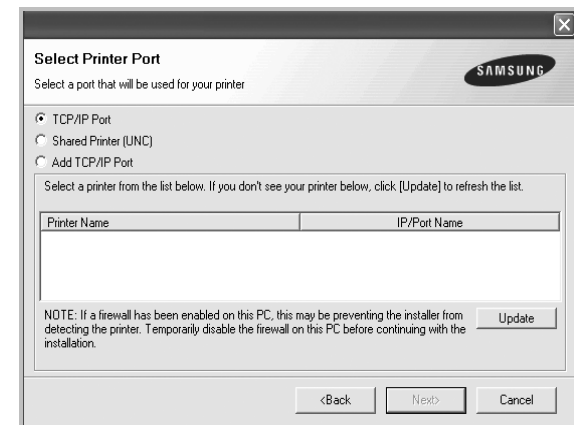 Select Printer Port
Select a port that will be used for your printer
SAMSUNG
TCP/IP Port
Shared Printer (UNC)
Add TCP/IP Port
Select a printer from the list below. If you don't see your printer below, click [Update] to refresh the list.
Printer Name IP/Port Name
NOTE: If a firewall has been enabled on this PC, this may be preventing the installer from
detecting the printer. Temporarily disable the firewall on this PC before continuing with the
installation.
Update
<Back Next> Cancel